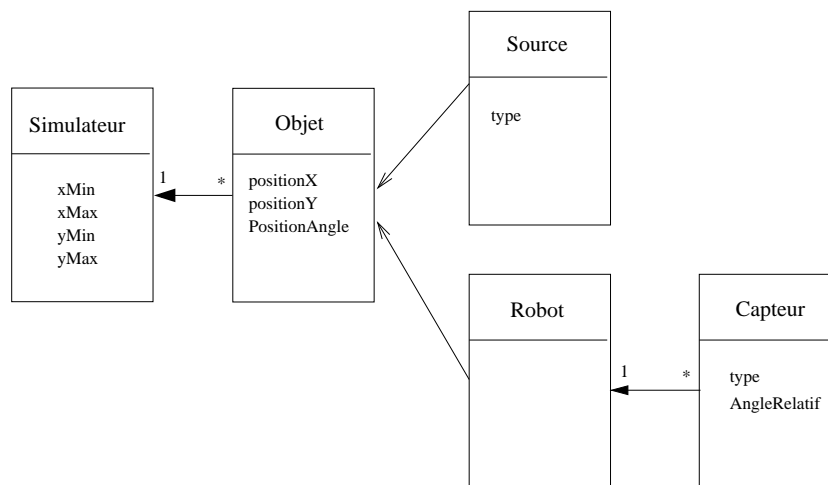 Simulateur
xMin
xMax
yMin
yMax
1
*
Objet
positionX
positionY
PositionAngle
Source
type
Robot
1
*
Capteur
type
AngleRelatif